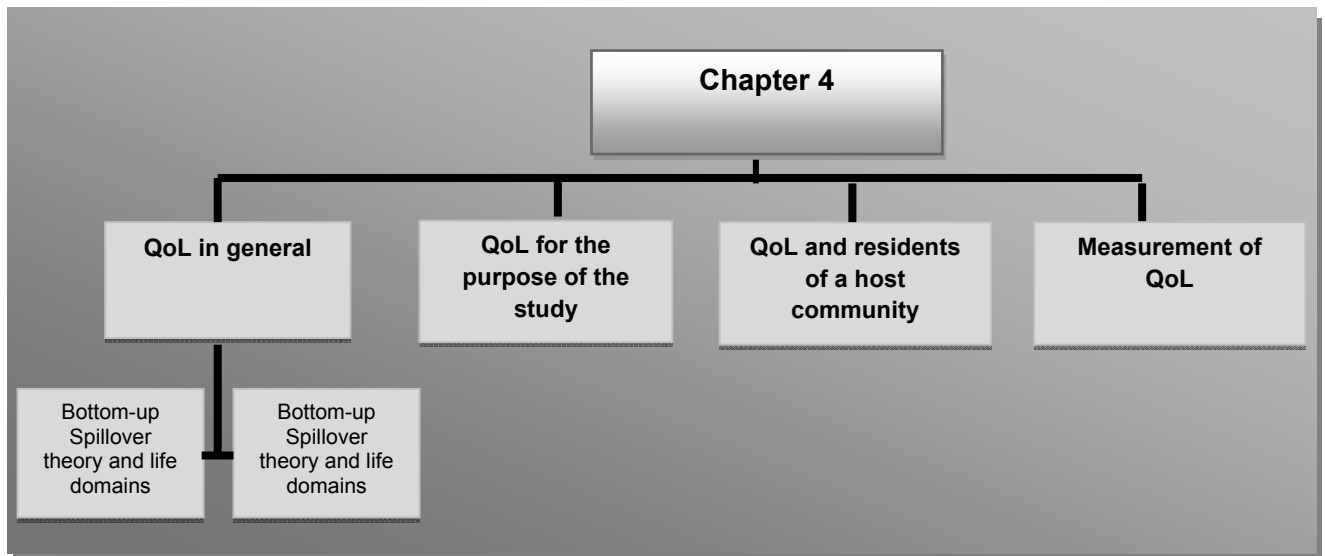 Chapter 4
QoL in general
QoL for the
purpose of the
study
QoL and residents
of a host
community
Measurement of
QoL
Bottom-up
Spillover
theory and life
domains
Bottom-up
Spillover
theory and life
domains